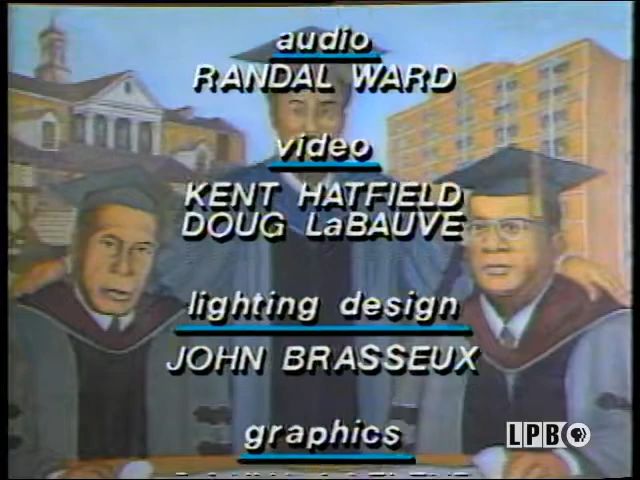 audio
RANDAL WARD
video
KENT HATFIELD
DOUG LaBAUVE
lighting design
JOHN BRASSEUX
graphics
LPB